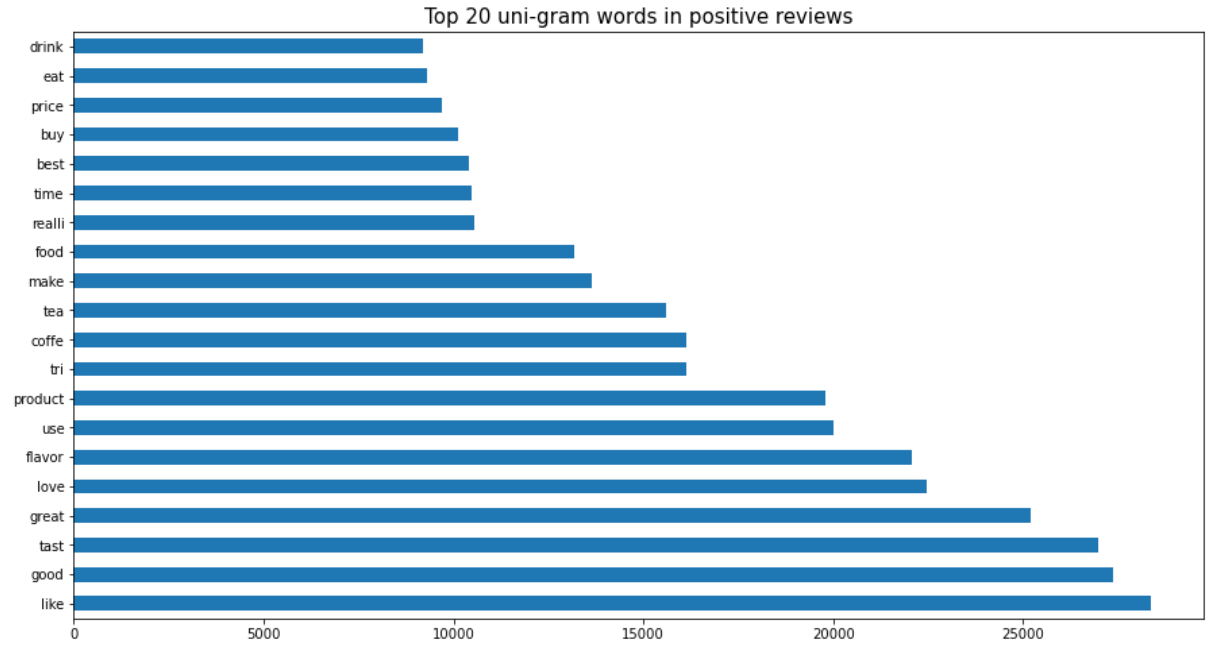 Top 20 uni-gram words in positive reviews
drink
eat
price
buy
best
time
realli
food
make
tea
coffe
tri
product
use
flavor
love
great
tast
good
like
0 5000 10000 15000 20000 25000